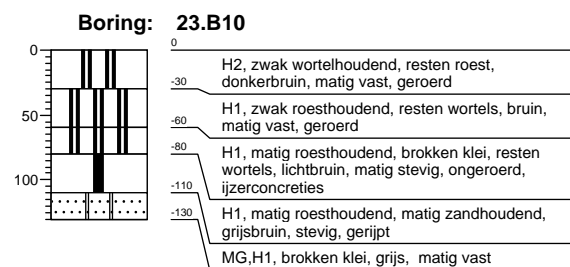 Boring: 23.B10
0
50
100
0
-30
-60
-80
-110
-130
H2, zwak wortelhoudend, resten roest,
donkerbruin, matig vast, geroerd
H1, zwak roesthoudend, resten wortels, bruin,
matig vast, geroerd
H1, matig roesthoudend, brokken klei, resten
wortels, lichtbruin, matig stevig, ongeroerd,
ijzerconcreties
H1, matig roesthoudend, matig zandhoudend,
grijsbruin, stevig, gerijpt
MG,H1, brokken klei, grijs, matig vast